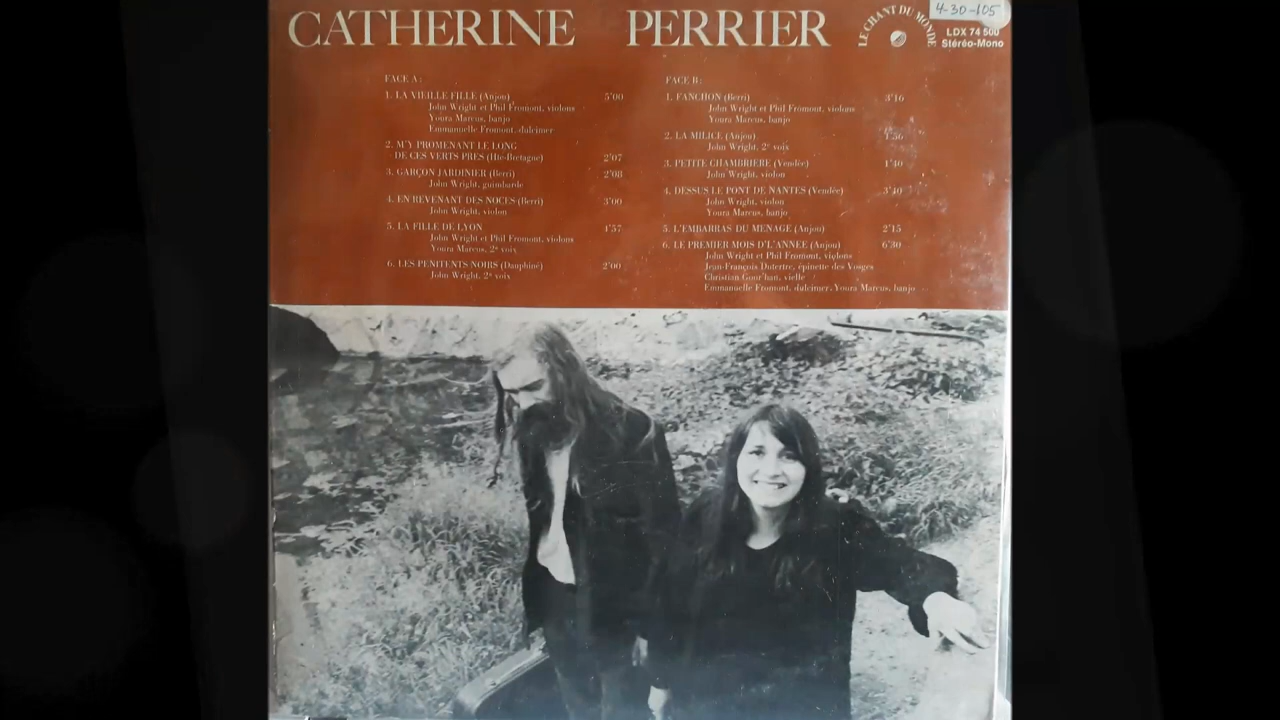 CATHERINE PERRIER
LE CHANT DU MONDE
4-30-105
LDX 74 500
Stéréo-Mono
FACE A :
1. LA VIEILLE FILLE (Anjou) 5'00
John Wright et Phil Fromont, violons
Youra Marcus, banjo
Emmanuelle Fromont, dulcimer
2. M'Y PROMENANT LE LONG
DE CES VERTS PRES (Hte-Bretagne) 2'07
3. GARÇON JARDINIER (Berri) 2'08
John Wright, guimbarde
4. EN REVENANT DES NOCES (Berri) 3'00
John Wright, violon
5. LA FILLE DE LYON 1'57
John Wright et Phil Fromont, violons
Youra Marcus, 2e voix
6. LES PENITENTS NOIRS (Dauphiné) 2'00
John Wright, 2e voix
FACE B :
1. FANCHON (Berri) 3'16
John Wright et Phil Fromont, violons
Youra Marcus, banjo
2. LA MILICE (Anjou)
John Wright, 2e voix
3. PETITE CHAMBRIERE (Vendée) 1'40
John Wright, violon
4. DESSUS LE PONT DE NANTES (Vendée) 3'40
John Wright, violon
Youra Marcus, banjo
5. L'EMBARRAS DU MENAGE (Anjou) 2'15
6. LE PREMIER MOIS D'L'ANNEE (Anjou) 6'30
John Wright et Phil Fromont, violons
Jean-François Dutertre, épinette des Vosges
Christian Gour'han, vielle
Emmanuelle Fromont, dulcimer, Youra Marcus, banjo